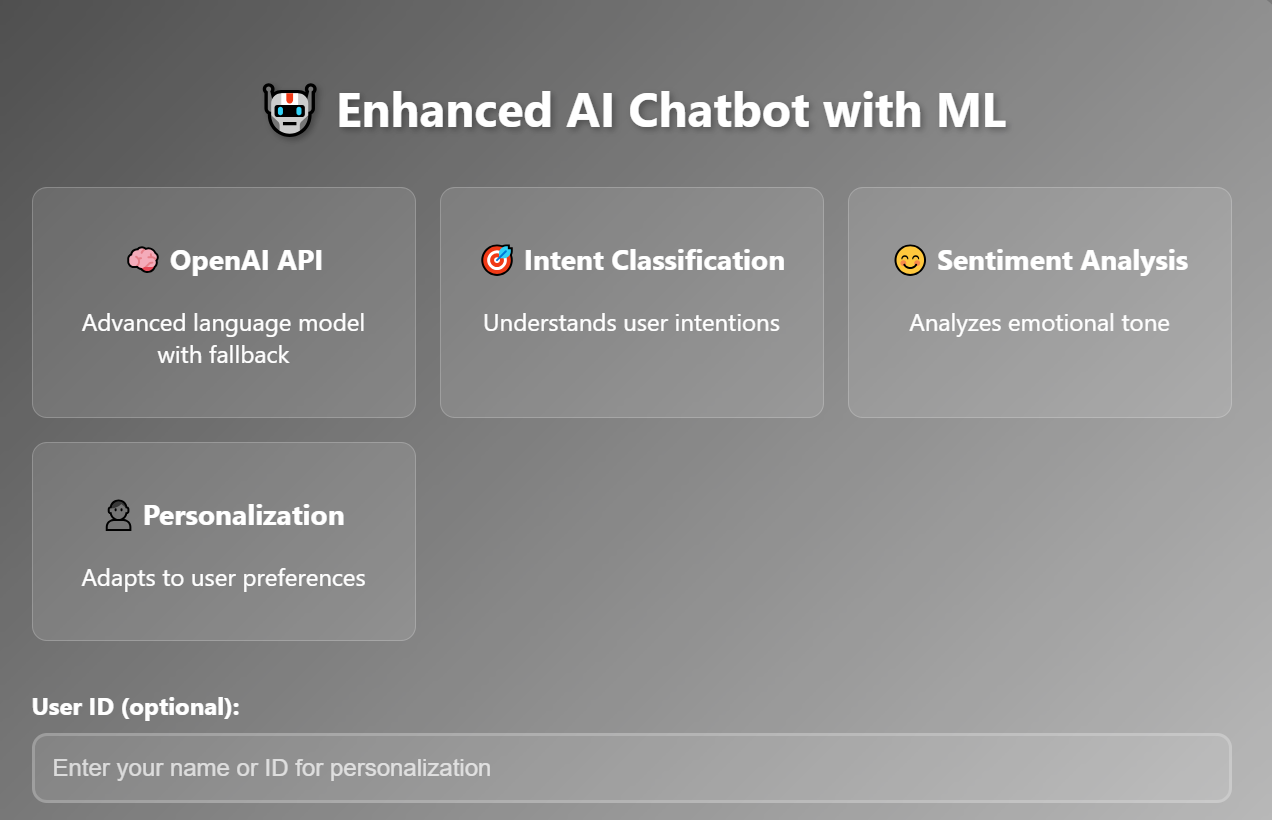 Enhanced AI Chatbot with ML
OpenAI API
Advanced language model
with fallback
Intent Classification
Understands user intentions
Sentiment Analysis
Analyzes emotional tone
Personalization
Adapts to user preferences
User ID (optional):
Enter your name or ID for personalization